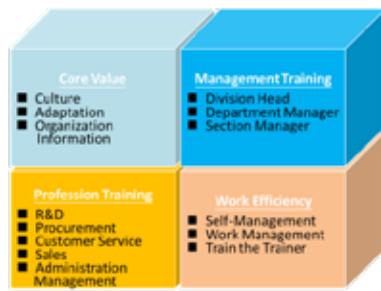 Core Value
Culture
Adaptation
Organization
Information
Management Training
Division Head
Department Manager
Section Manager
Profession Training
R&D
Procurement
Customer Service
Sales
Administration
Management
Work Efficiency
Self-Management
Work Management
Train the Trainer